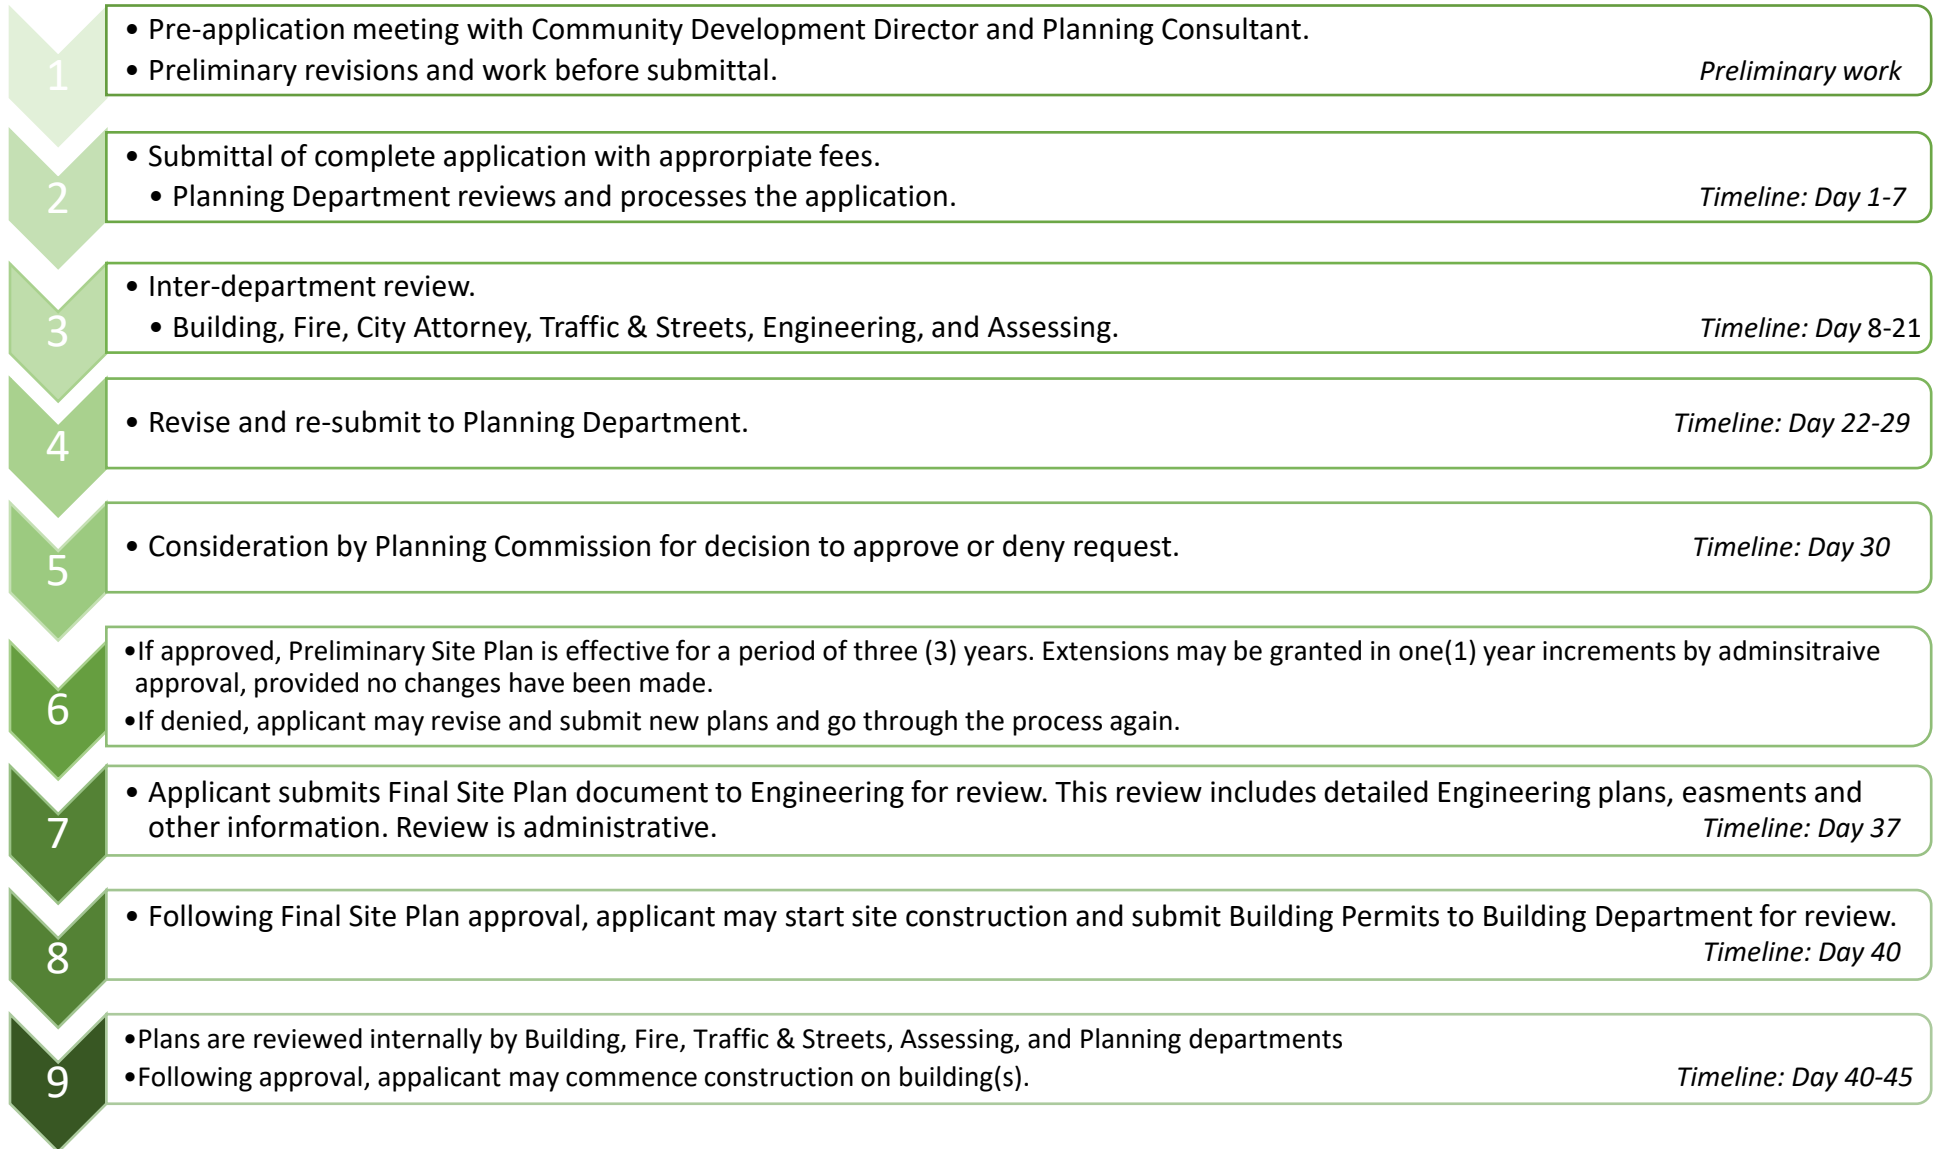 1
• Pre-application meeting with Community Development Director and Planning Consultant.
• Preliminary revisions and work before submittal. Preliminary work
2
• Submittal of complete application with approrpiate fees.
• Planning Department reviews and processes the application. Timeline: Day 1-7
3
• Inter-department review.
• Building, Fire, City Attorney, Traffic & Streets, Engineering, and Assessing. Timeline: Day 8-21
4
• Revise and re-submit to Planning Department. Timeline: Day 22-29
5
• Consideration by Planning Commission for decision to approve or deny request. Timeline: Day 30
6
•If approved, Preliminary Site Plan is effective for a period of three (3) years. Extensions may be granted in one(1) year increments by adminsitraive
approval, provided no changes have been made.
•If denied, applicant may revise and submit new plans and go through the process again.
7
• Applicant submits Final Site Plan document to Engineering for review. This review includes detailed Engineering plans, easments and
other information. Review is administrative. Timeline: Day 37
8
• Following Final Site Plan approval, applicant may start site construction and submit Building Permits to Building Department for review.
Timeline: Day 40
9
•Plans are reviewed internally by Building, Fire, Traffic & Streets, Assessing, and Planning departments
•Following approval, appalicant may commence construction on building(s). Timeline: Day 40-45